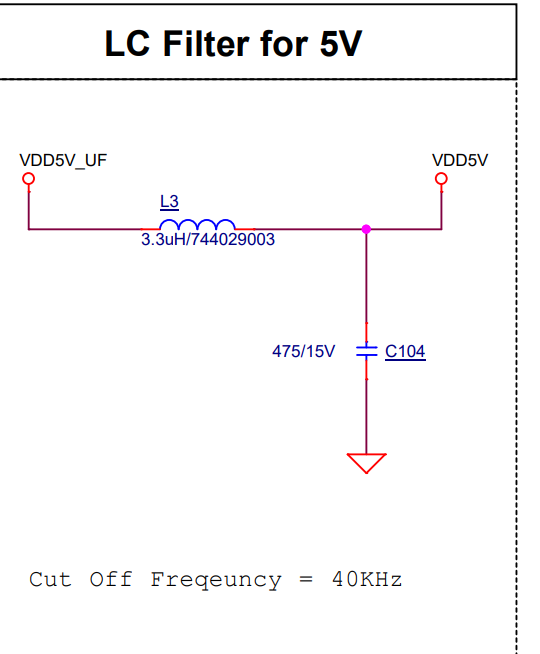 LC Filter for 5V
VDD5V_UF
VDD5V
L3
3.3uH/744029003
475/15V
C104
Cut Off Freqeuncy = 40KHz